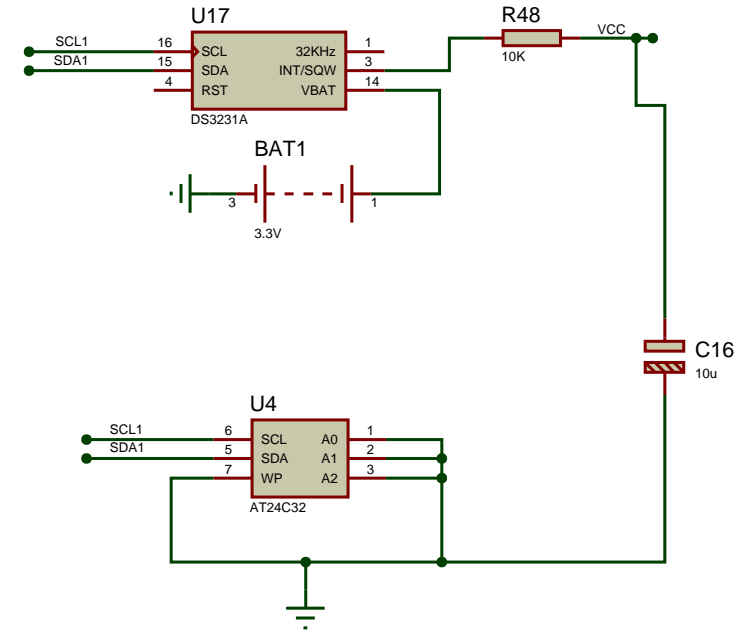 U17
SCL1 16 SCL 32KHz 1
SDA1 15 SDA INT/SQW 3
4 RST VBAT 14
DS3231A
R48
10K
VCC
BAT1
3 1
3.3V
C16
10u
U4
SCL1 6 SCL A0 1
SDA1 5 SDA A1 2
7 WP A2 3
AT24C32